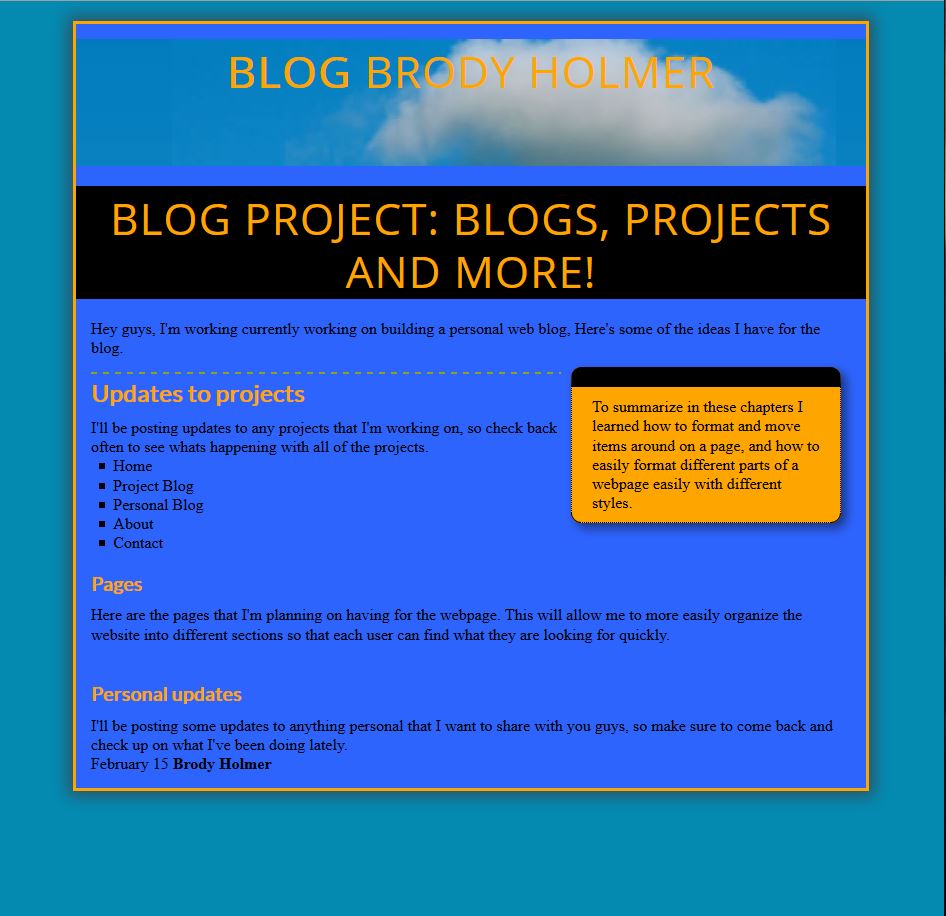 BLOG BRODY HOLMER
BLOG PROJECT: BLOGS, PROJECTS
AND MORE!
Hey guys, I'm working currently working on building a personal web blog, Here's some of the ideas I have for the
blog.
Updates to projects
I'll be posting updates to any projects that I'm working on, so check back
often to see whats happening with all of the projects.
Home
Project Blog
Personal Blog
About
Contact
To summarize in these chapters I
learned how to format and move
items around on a page, and how to
easily format different parts of a
webpage easily with different
styles.
Pages
Here are the pages that I'm planning on having for the webpage. This will allow me to more easily organize the
website into different sections so that each user can find what they are looking for quickly.
Personal updates
I'll be posting some updates to anything personal that I want to share with you guys, so make sure to come back and
check up on what I've been doing lately.
February 15 Brody Holmer